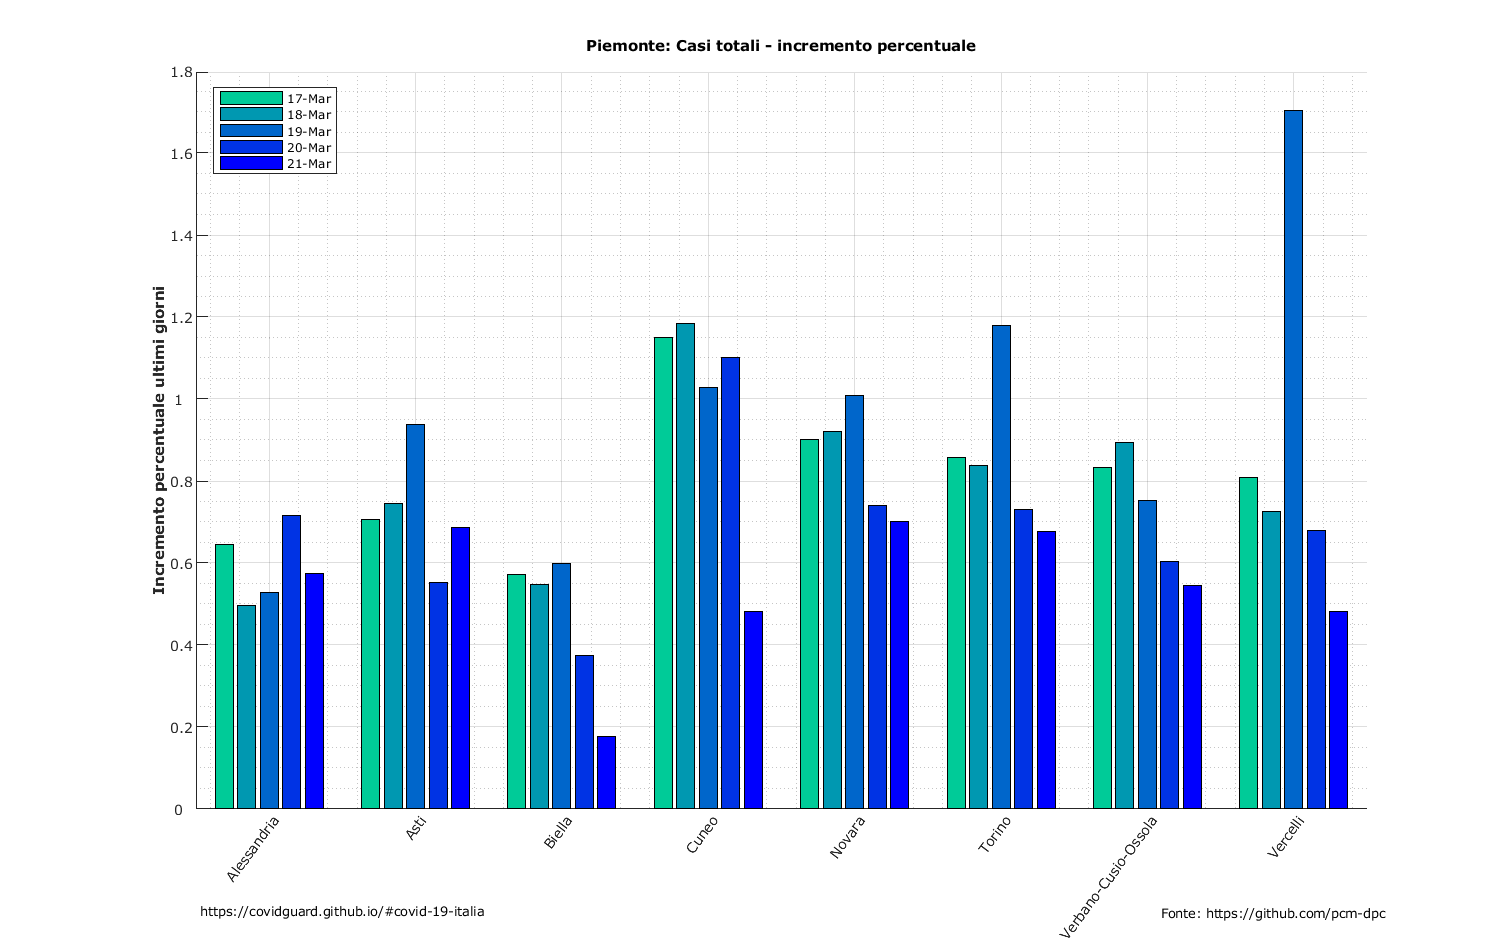 Piemonte: Casi totali - incremento percentuale
17-Mar
18-Mar
19-Mar
20-Mar
21-Mar
Incremento percentuale ultimi giorni
1.8
1.6
1.4
1.2
1
0.8
0.6
0.4
0.2
0
Alessandria
Asti
Biella
Cuneo
Novara
Torino
Verbano-Cusio-Ossola
Vercelli
https://covidguard.github.io/#covid-19-italia
Fonte: https://github.com/pcm-dpc